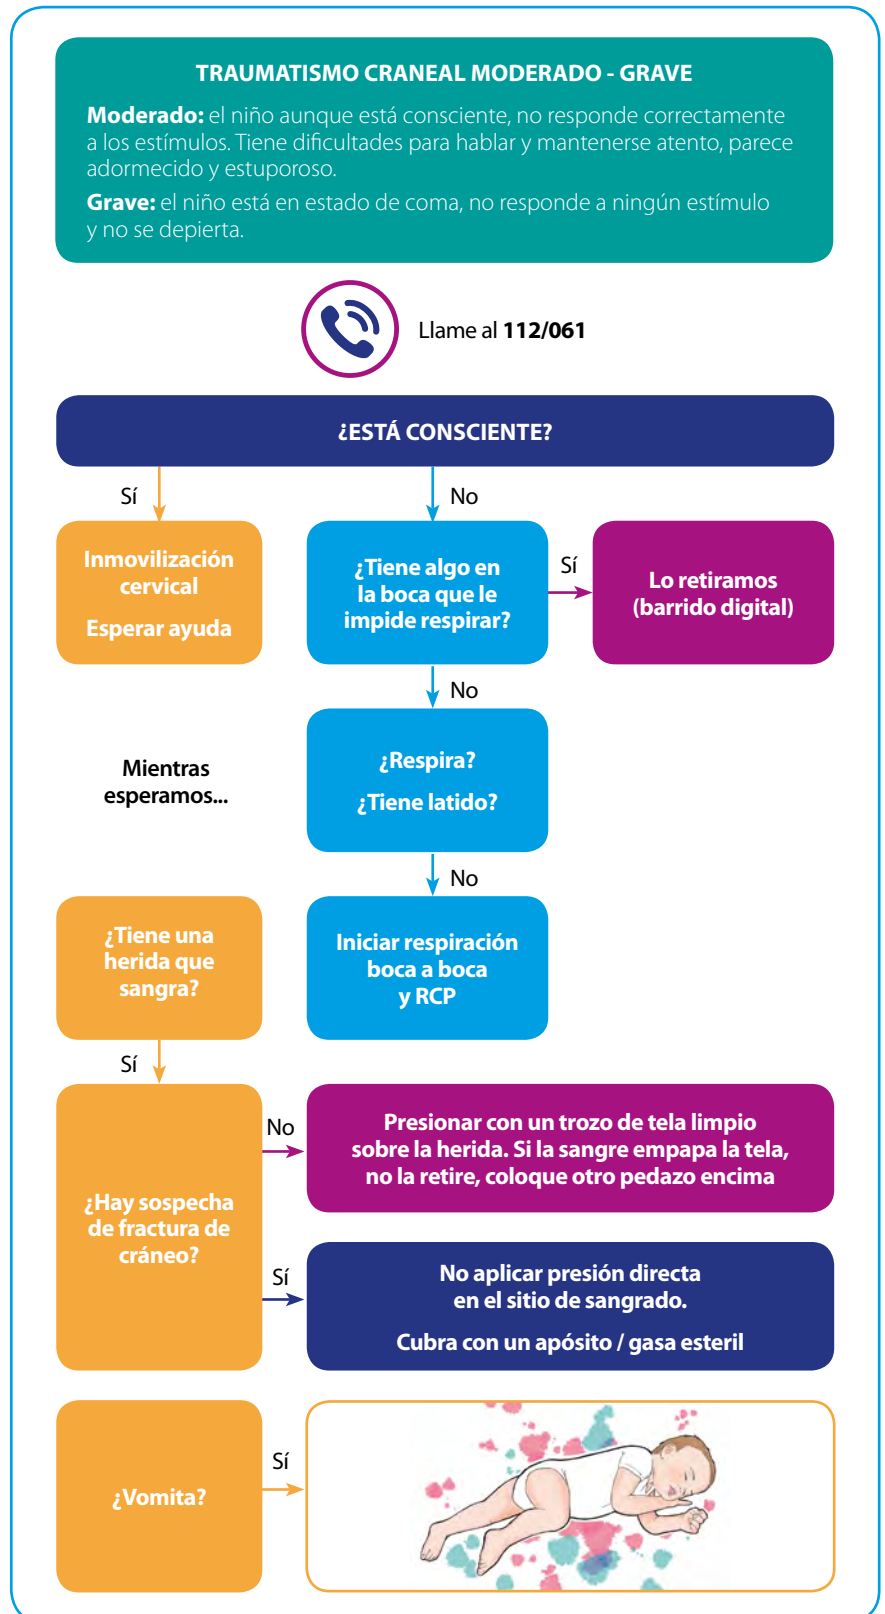 TRAUMATISMO CRANEAL MODERADO - GRAVE
Moderado: el niño aunque está consciente, no responde correctamente
a los estímulos. Tiene dificultades para hablar y mantenerse atento, parece
adormecido y estuporoso.
Grave: el niño está en estado de coma, no responde a ningún estímulo
y no se depierta.
Llame al 112/061
¿ESTÁ CONSCIENTE?
Sí
No
Inmovilización
cervical
Esperar ayuda
¿Tiene algo en
la boca que le
impide respirar?
Sí
Lo retiramos
(barrido digital)
No
Mientras
esperamos...
¿Respira?
¿Tiene latido?
No
¿Tiene una
herida que
sangra?
Iniciar respiración
boca a boca
y RCP
Sí
¿Hay sospecha
de fractura de
cráneo?
No
Presionar con un trozo de tela limpio
sobre la herida. Si la sangre empapa la tela,
no la retire, coloque otro pedazo encima
Sí
No aplicar presión directa
en el sitio de sangrado.
Cubra con un apósito / gasa esteril
¿Vomita?
Sí